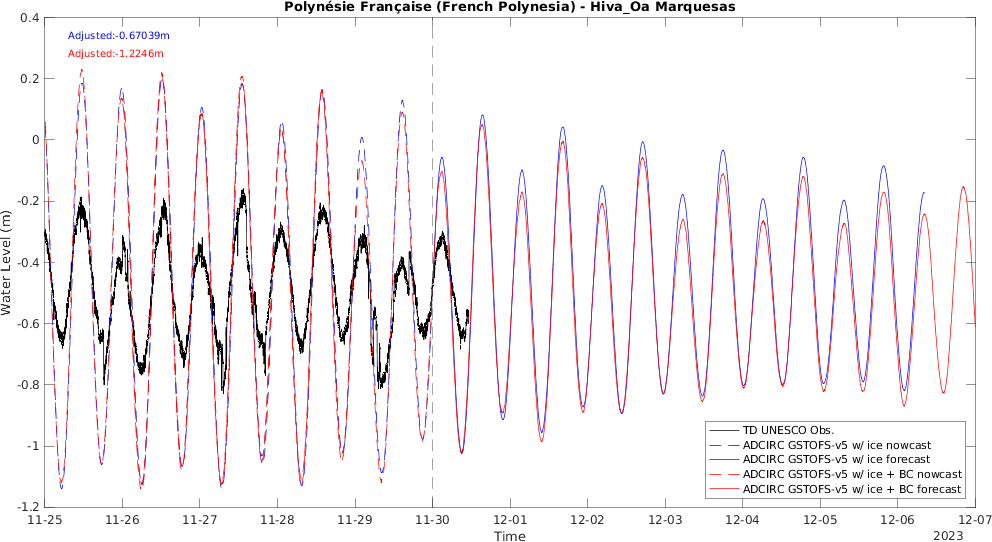 Polynésie Française (French Polynesia) - Hiva_Oa Marquesas
Adjusted:-0.67039m
Adjusted:-1.2246m
0.4
0.2
0
-0.2
-0.4
-0.6
-0.8
-1
-1.2
Water Level (m)
TD UNESCO Obs.
ADCIRC GSTOFS-v5 w/ ice nowcast
ADCIRC GSTOFS-v5 w/ ice forecast
ADCIRC GSTOFS-v5 w/ ice + BC nowcast
ADCIRC GSTOFS-v5 w/ ice + BC forecast
11-25 11-26 11-27 11-28 11-29 11-30 12-01 12-02 12-03 12-04 12-05 12-06 12-07
Time
2023